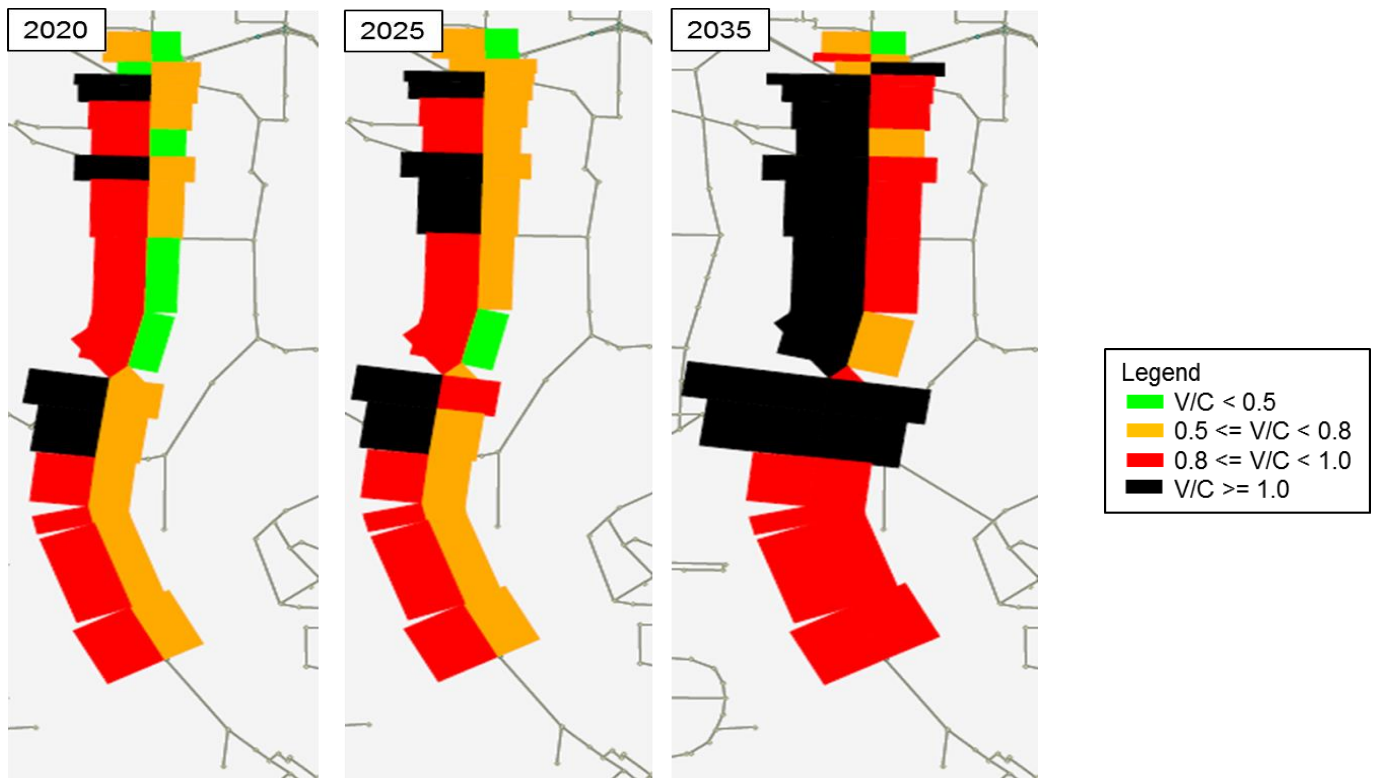 2020
2025
2035
Legend
V/C < 0.5
0.5 <= V/C < 0.8
0.8 <= V/C < 1.0
V/C >= 1.0